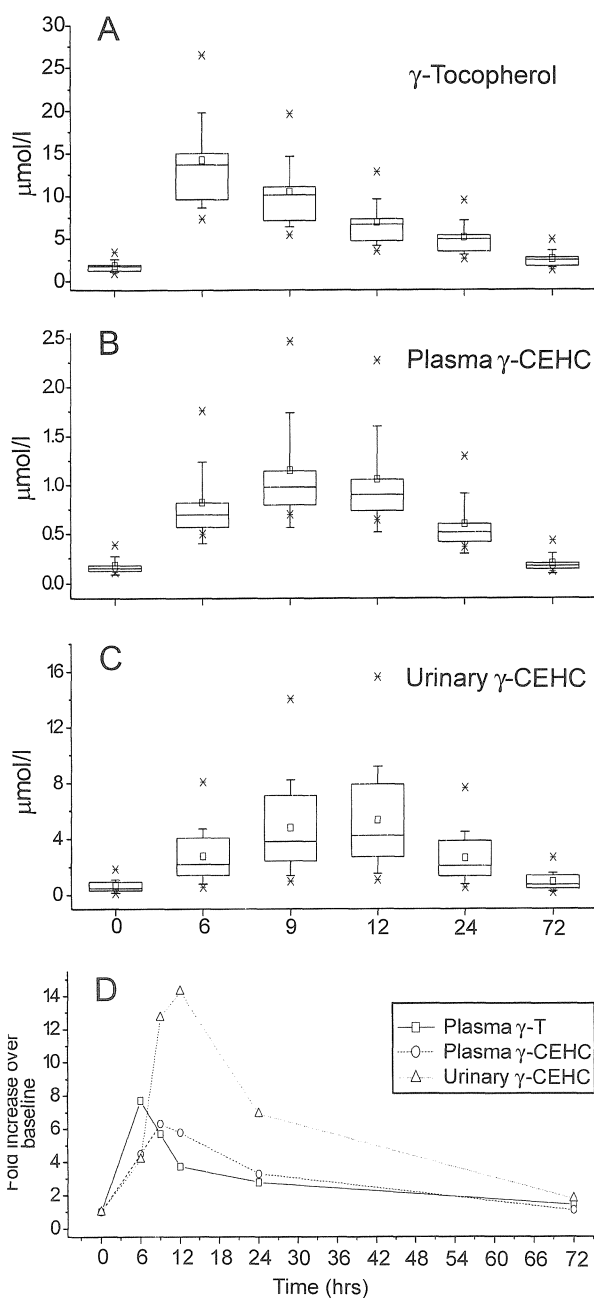 A
γ-Tocopherol
30
25
20
15
10
5
0
μmol/l
B
Plasma γ-CEHC
2.5
2.0
1.5
1.0
0.5
0.0
μmol/l
C
Urinary γ-CEHC
16
12
8
4
0
μmol/l
0 6 9 12 24 72
D
14
12
10
8
6
4
2
0
Fold increase over
baseline
Plasma γ-T
Plasma γ-CEHC
Urinary γ-CEHC
0 6 12 18 24 30 36 42 48 54 60 66 72
Time (hrs)